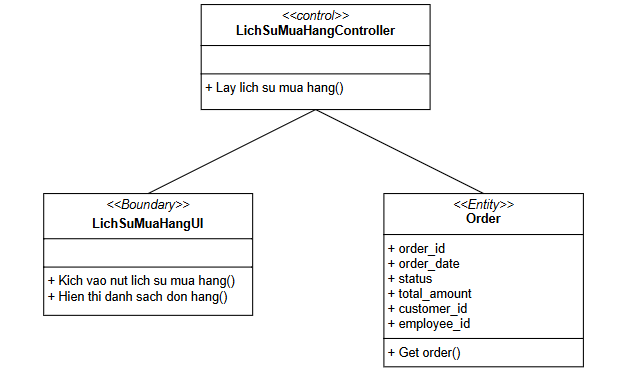 <<control>>
LichSuMuaHangController
+ Lay lich su mua hang()
<<Boundary>>
LichSuMuaHangUI
+ Kich vao nut lich su mua hang()
+ Hien thi danh sach don hang()
<<Entity>>
Order
+ order_id
+ order_date
+ status
+ total_amount
+ customer_id
+ employee_id
+ Get order()